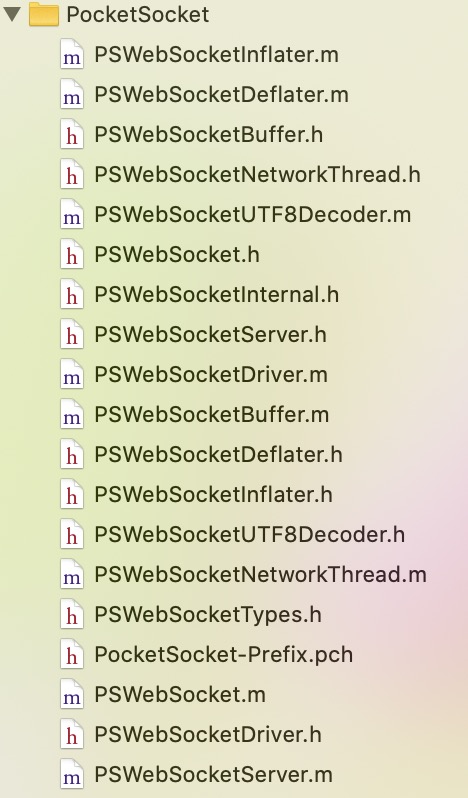 PocketSocket
m PSWebSocketInflater.m
m PSWebSocketDeflater.m
h PSWebSocketBuffer.h
h PSWebSocketNetworkThread.h
m PSWebSocketUTF8Decoder.m
h PSWebSocket.h
h PSWebSocketInternal.h
h PSWebSocketServer.h
m PSWebSocketDriver.m
m PSWebSocketBuffer.m
h PSWebSocketDeflater.h
h PSWebSocketInflater.h
h PSWebSocketUTF8Decoder.h
m PSWebSocketNetworkThread.m
h PSWebSocketTypes.h
h PocketSocket-Prefix.pch
m PSWebSocket.m
h PSWebSocketDriver.h
m PSWebSocketServer.m